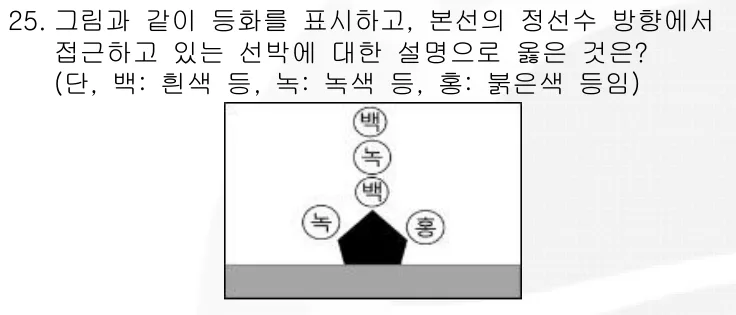 25. 그림과 같이 등화를 표시하고, 본선의 정선수 방향에서
접근하고 있는 선박에 대한 설명으로 옳은 것은?
(단, 백: 흰색 등, 녹: 녹색 등, 홍: 붉은색 등임)
백
녹
백
녹 홍